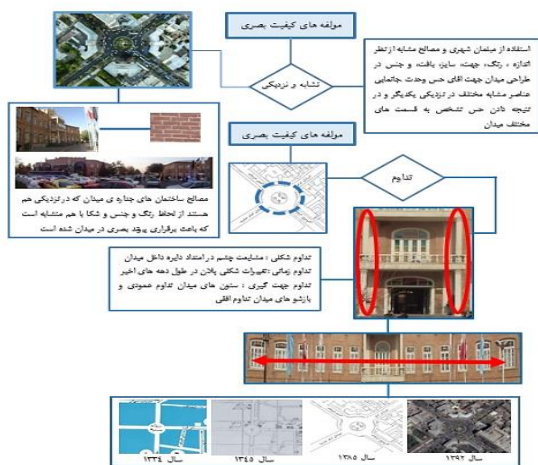 مولفه های کیفیت بصری
استفاده از مبلمان شهری و مصالح مشابه از نظر
اندازه ، رنگ، جهت، سایز، بافت، و جنس در
طراحی میدان جهت القای حس وحدت .جانمایی
عناصر مشابه مختلف در نزدیکی یکدیگر و در
نتیجه دادن حس تشخص به قسمت های
مختلف میدان
تشابه و نزدیکی
مصالح ساختمان های جداره ی میدان که در نزدیکی هم
هستند از لحاظ رنگ و جنس و شکل با هم متشابه است
که باعث برقراری پیوند بصری در میدان شده است
مولفه های کیفیت بصری
تداوم
تداوم شکلی : مشایعت چشم در امتداد دایره داخل میدان
تداوم زمانی :تغییرات شکلی پلان در طول دهه های اخیر
تداوم جهت گیری : ستون های میدان تداوم عمودی و
بازشو های میدان تداوم افقی
سال ۱۳۹۲
سال ۱۳۸۵
سال ۱۳۴۵
سال ۱۳۳۴